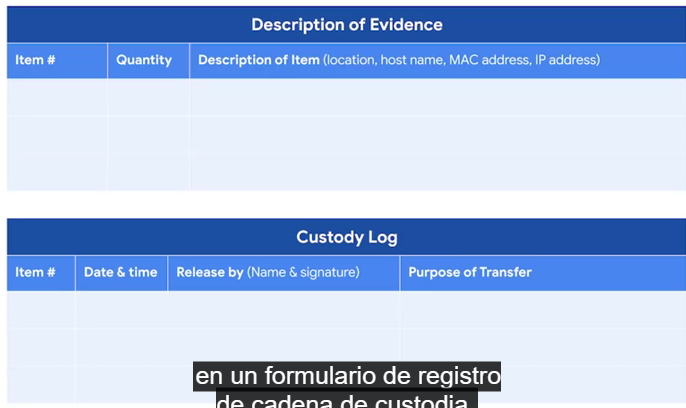 Description of Evidence
Item # Quantity Description of Item (location, host name, MAC address, IP address)
Custody Log
Item # Date & time Release by (Name & signature) Purpose of Transfer
en un formulario de registro
de cadena de custodia.